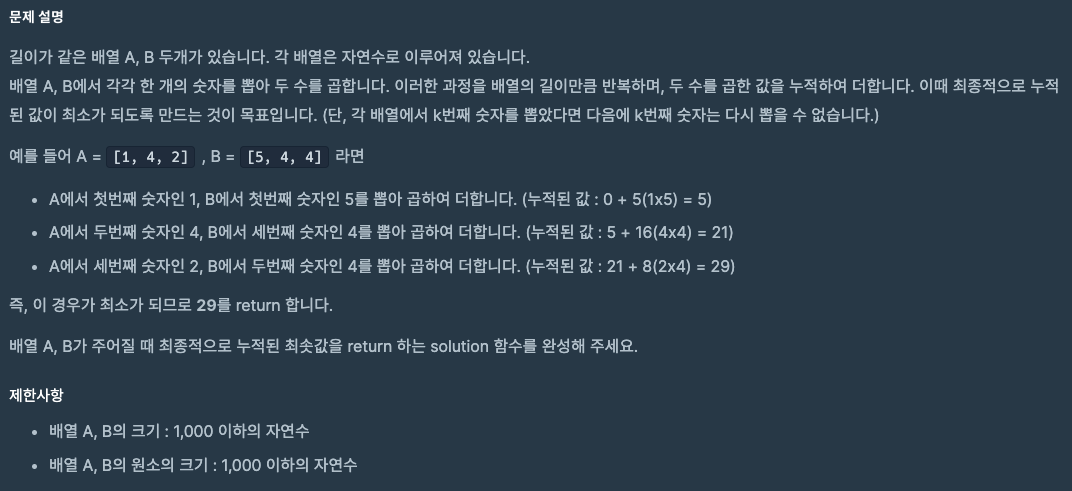 문제 설명
길이가 같은 배열 A, B 두개가 있습니다. 각 배열은 자연수로 이루어져 있습니다.
배열 A, B에서 각각 한 개의 숫자를 뽑아 두 수를 곱합니다. 이러한 과정을 배열의 길이만큼 반복하며, 두 수를 곱한 값을 누적하여 더합니다. 이때 최종적으로 누적
된 값이 최소가 되도록 만드는 것이 목표입니다. (단, 각 배열에서 k번째 숫자를 뽑았다면 다음에 k번째 숫자는 다시 뽑을 수 없습니다.)
예를 들어 A = [1, 4, 2] , B = [5, 4, 4] 라면
• A에서 첫번째 숫자인 1, B에서 첫번째 숫자인 5를 뽑아 곱하여 더합니다. (누적된 값 : 0 + 5(1x5) = 5)
• A에서 두번째 숫자인 4, B에서 세번째 숫자인 4를 뽑아 곱하여 더합니다. (누적된 값 : 5 + 16(4x4) = 21)
• A에서 세번째 숫자인 2, B에서 두번째 숫자인 4를 뽑아 곱하여 더합니다. (누적된 값 : 21 + 8(2x4) = 29)
즉, 이 경우가 최소가 되므로 29를 return 합니다.
배열 A, B가 주어질 때 최종적으로 누적된 최솟값을 return 하는 solution 함수를 완성해 주세요.
제한사항
• 배열 A, B의 크기 : 1,000 이하의 자연수
• 배열 A, B의 원소의 크기 : 1,000 이하의 자연수